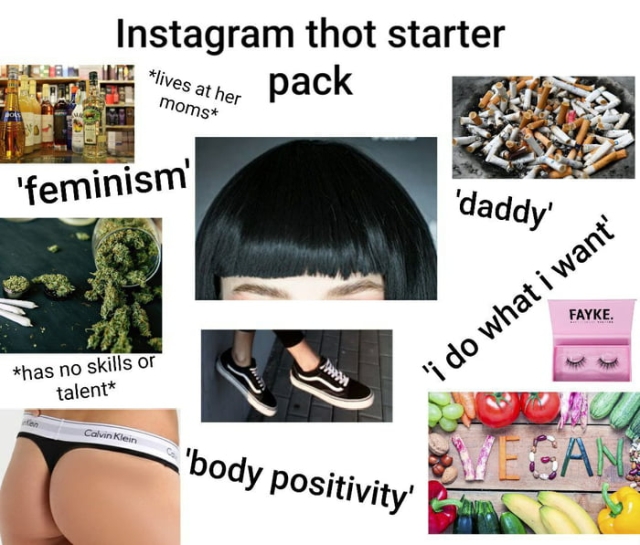 Instagram thot starter
pack
*lives at her
moms*
'feminism'
'daddy'
'i do what i want'
FAYKE.
*has no skills or
talent*
Calvin Klein
'body positivity'
VEGAN